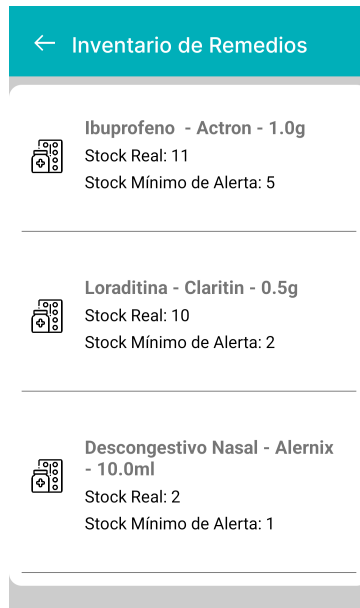 Inventario de Remedios
Ibuprofeno - Actron - 1.0g
Stock Real: 11
Stock Mínimo de Alerta: 5
Loraditina - Claritin - 0.5g
Stock Real: 10
Stock Mínimo de Alerta: 2
Descongestivo Nasal - Alernix
- 10.0ml
Stock Real: 2
Stock Mínimo de Alerta: 1